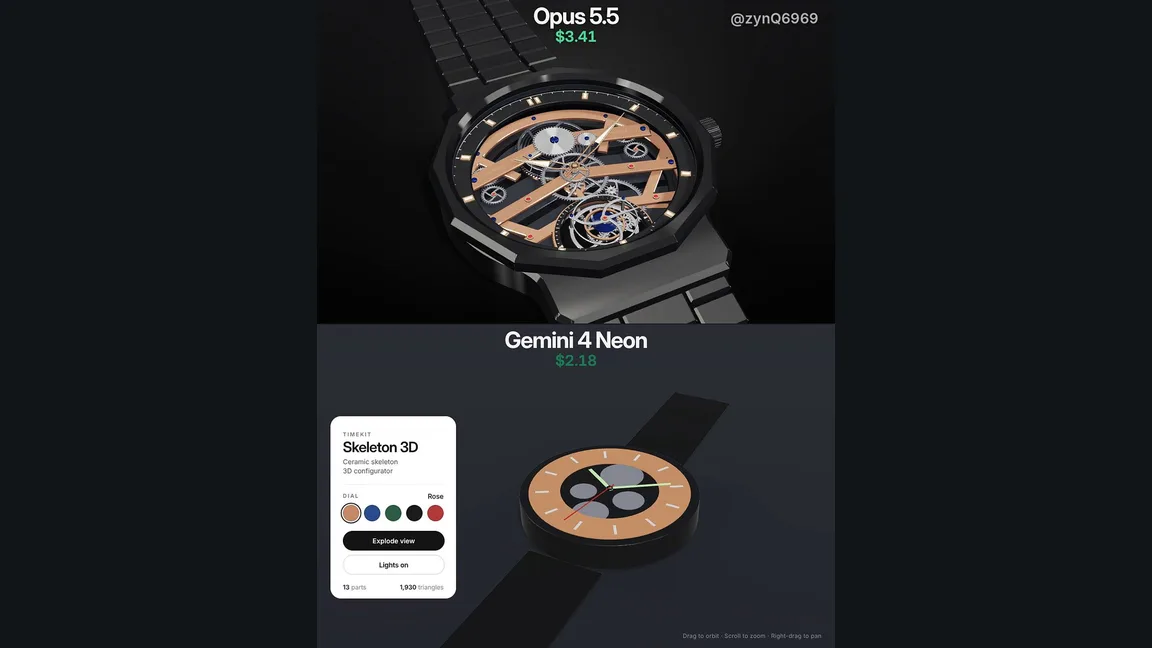 Opus 5.5
@zynQ6969
$3.41
Gemini 4 Neon
$2.18
TIMEKIT
Skeleton 3D
Ceramic skeleton
3D configurator
DIAL Rose
Explode view
Lights on
13 parts 1,930 triangles
Drag to orbit · Scroll to zoom · Right-drag to pan